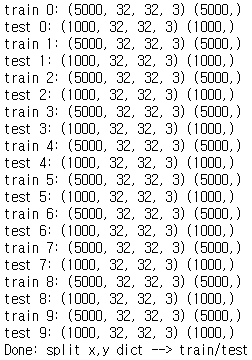 train 0: (5000, 32, 32, 3) (5000,)
test 0: (1000, 32, 32, 3) (1000,)
train 1: (5000, 32, 32, 3) (5000,)
test 1: (1000, 32, 32, 3) (1000,)
train 2: (5000, 32, 32, 3) (5000,)
test 2: (1000, 32, 32, 3) (1000,)
train 3: (5000, 32, 32, 3) (5000,)
test 3: (1000, 32, 32, 3) (1000,)
train 4: (5000, 32, 32, 3) (5000,)
test 4: (1000, 32, 32, 3) (1000,)
train 5: (5000, 32, 32, 3) (5000,)
test 5: (1000, 32, 32, 3) (1000,)
train 6: (5000, 32, 32, 3) (5000,)
test 6: (1000, 32, 32, 3) (1000,)
train 7: (5000, 32, 32, 3) (5000,)
test 7: (1000, 32, 32, 3) (1000,)
train 8: (5000, 32, 32, 3) (5000,)
test 8: (1000, 32, 32, 3) (1000,)
train 9: (5000, 32, 32, 3) (5000,)
test 9: (1000, 32, 32, 3) (1000,)
Done: split x,y dict --> train/test